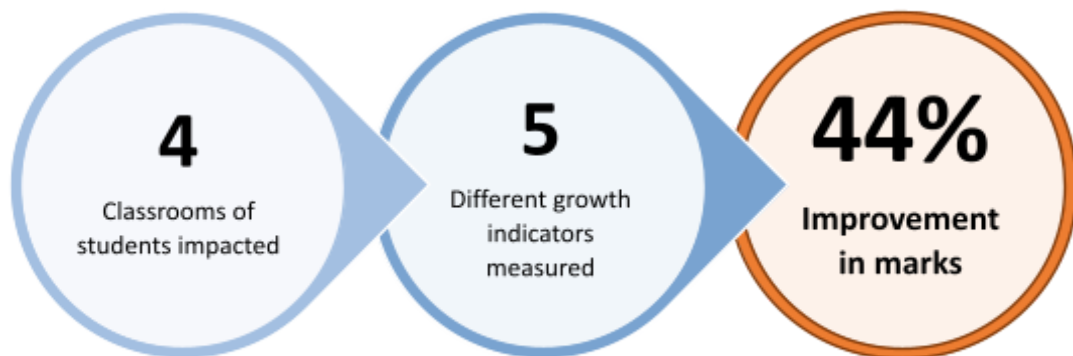 4
Classrooms of
students impacted
5
Different growth
indicators
measured
44%
Improvement
in marks